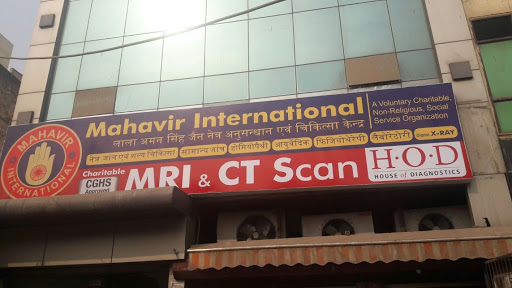 Mahavir International
A Voluntary Charitable,
Non-Religious, Social
Service Organization
लाला अमन सिंह जैन नेत्र अनुसन्धान एवं चिकित्सा केन्द्र
नेत्र जांच एवं शल्य चिकित्सा सामान्य जांच होम्योपैथी आयुर्वेदिक फिजियोथैरेपी लैबोरेट्री Digital X-RAY
MAHAVIR
INTERNATIONAL
Charitable
CGHS
Approved
MRI & CT Scan
H·O·D
HOUSE of DIAGNOSTICS